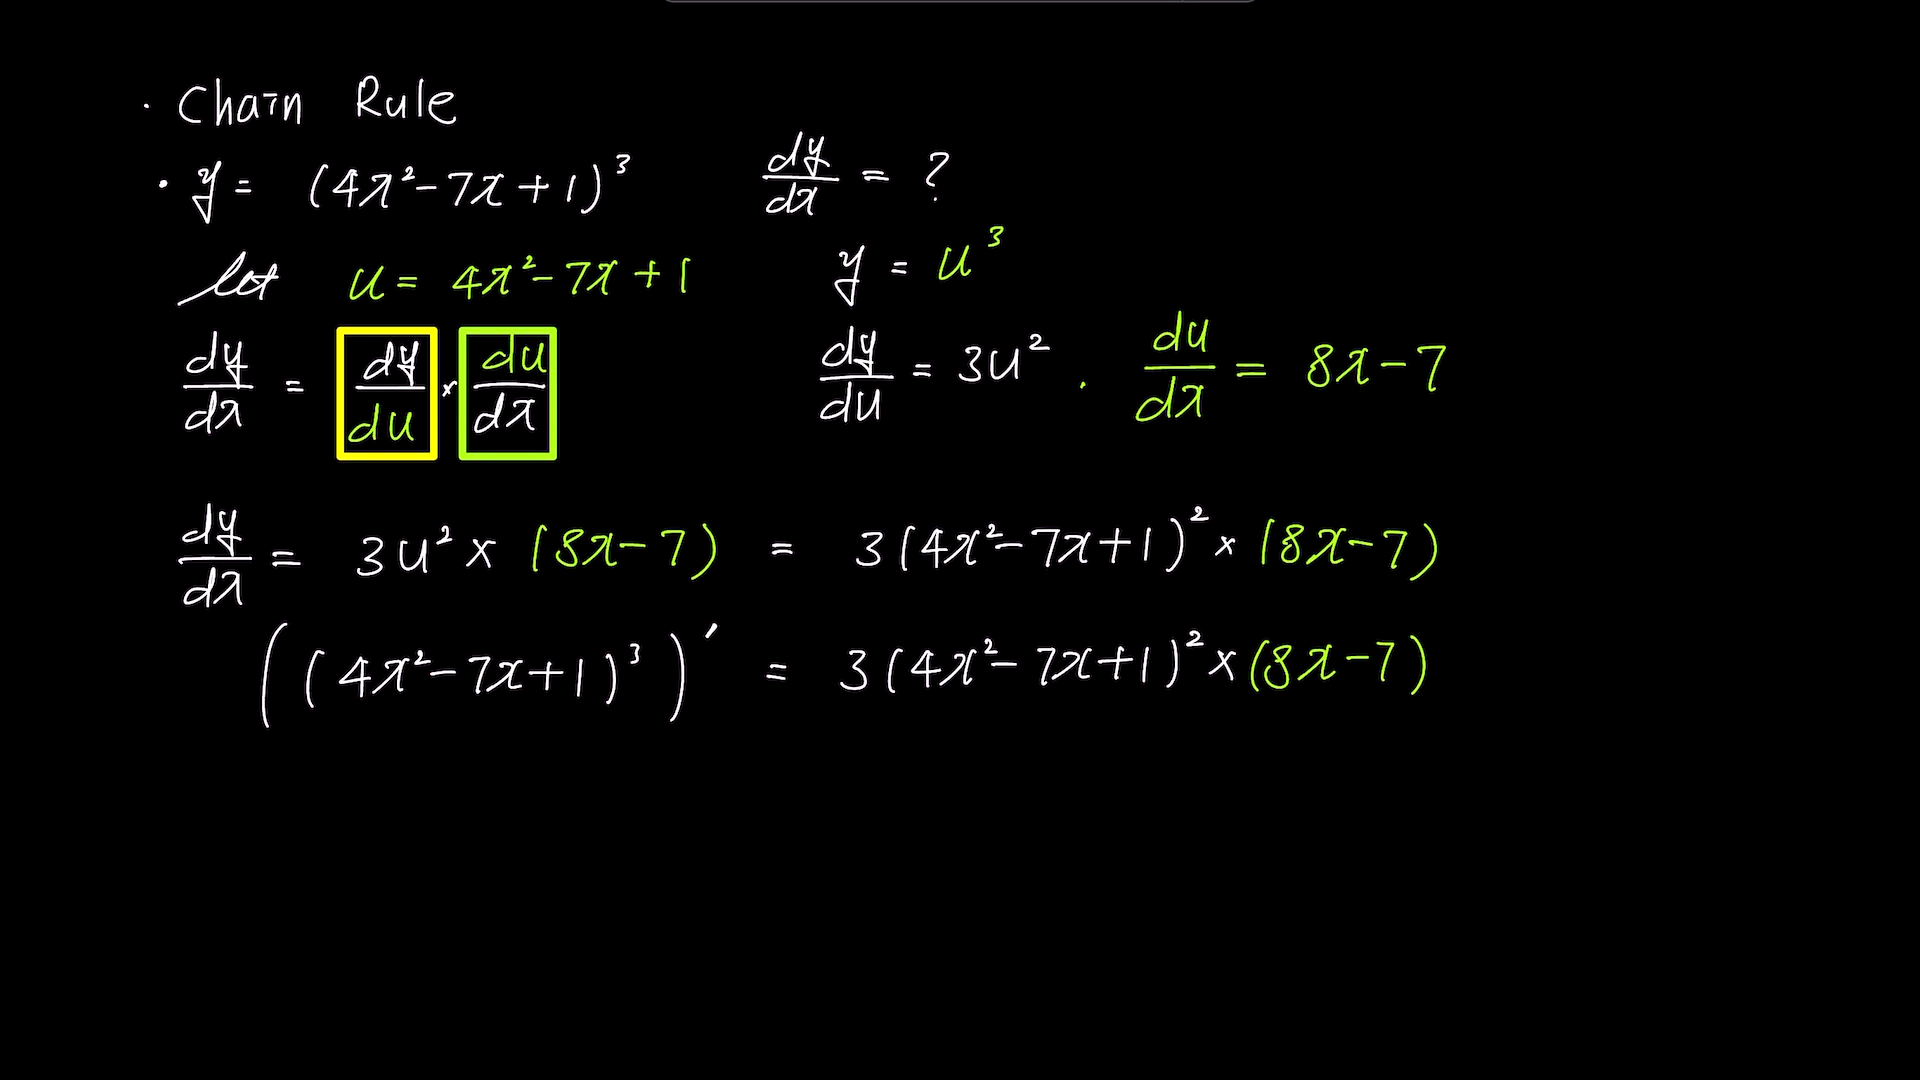 · Chain Rule
· y = (4x²-7x+1)³ dy/dx = ?
let u = 4x²-7x+1 y = u³
dy/dx = dy/du × du/dx dy/du = 3u² . du/dx = 8x-7
dy/dx = 3u² × (8x-7) = 3(4x²-7x+1)² × (8x-7)
((4x²-7x+1)³)′ = 3(4x²-7x+1)² × (8x-7)